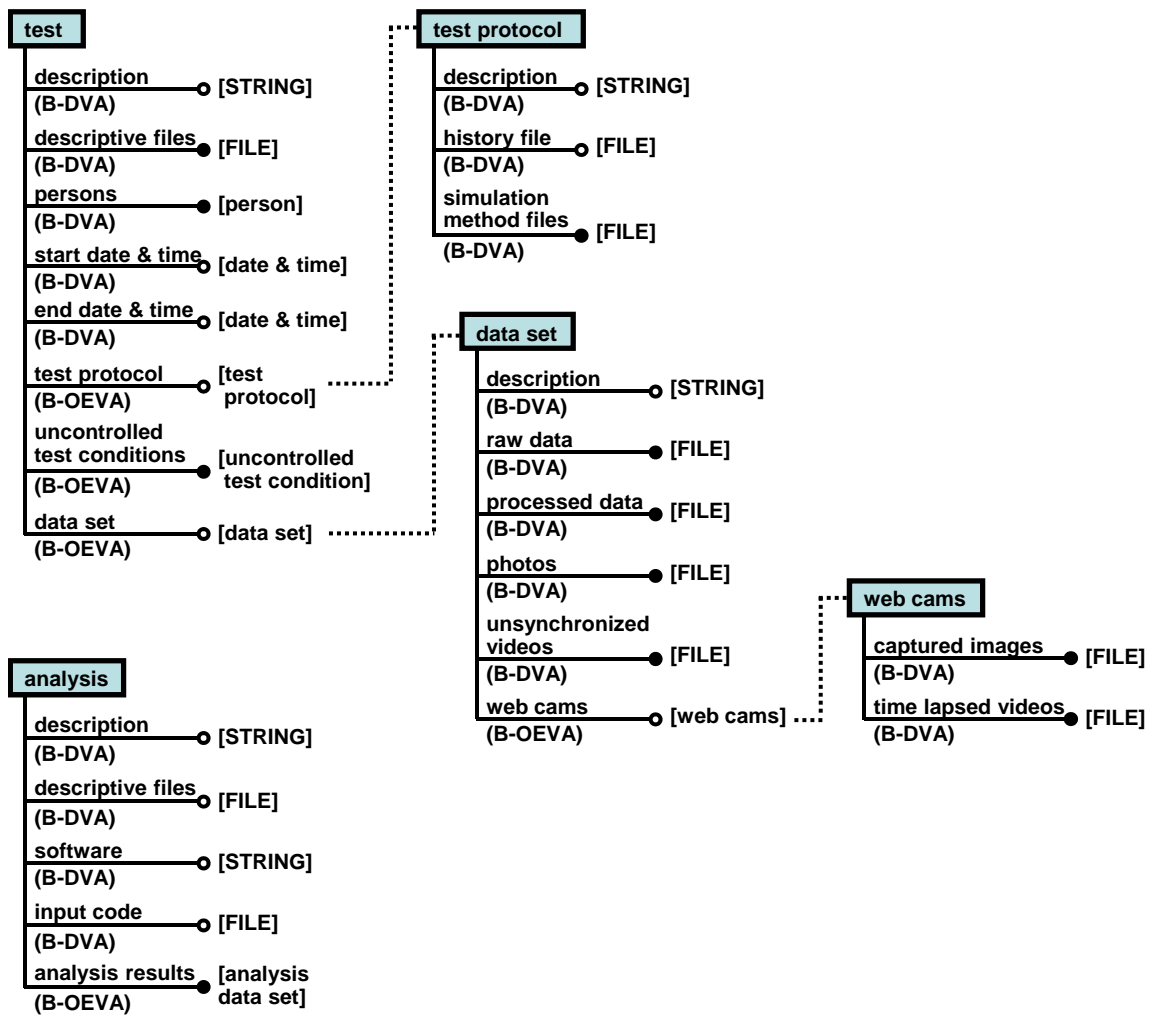 test
description
(B-DVA)
[STRING]
descriptive files
(B-DVA)
[FILE]
persons
(B-DVA)
[person]
start date & time
(B-DVA)
[date & time]
end date & time
(B-DVA)
[date & time]
test protocol
(B-OEVA)
[test
protocol]
uncontrolled
test conditions
(B-OEVA)
[uncontrolled
test condition]
data set
(B-OEVA)
[data set]
test protocol
description
(B-DVA)
[STRING]
history file
(B-DVA)
[FILE]
simulation
method files
(B-DVA)
[FILE]
data set
description
(B-DVA)
[STRING]
raw data
(B-DVA)
[FILE]
processed data
(B-DVA)
[FILE]
photos
(B-DVA)
[FILE]
unsynchronized
videos
(B-DVA)
[FILE]
web cams
(B-OEVA)
[web cams]
web cams
captured images
(B-DVA)
[FILE]
time lapsed videos
(B-DVA)
[FILE]
analysis
description
(B-DVA)
[STRING]
descriptive files
(B-DVA)
[FILE]
software
(B-DVA)
[STRING]
input code
(B-DVA)
[FILE]
analysis results
(B-OEVA)
[analysis
data set]